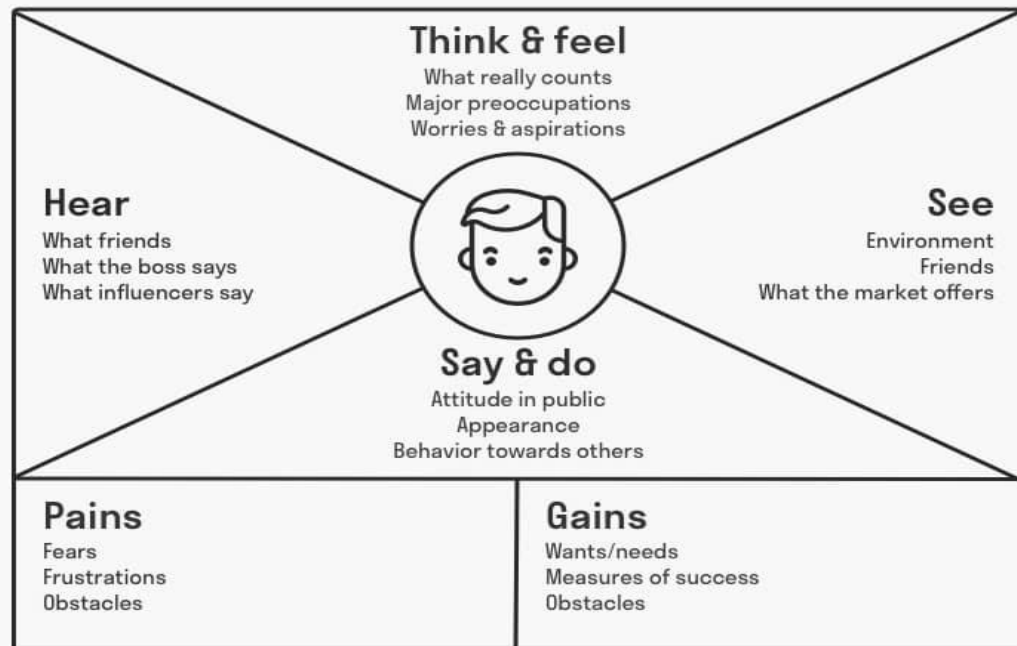 Think & feel
What really counts
Major preoccupations
Worries & aspirations
Hear
What friends
What the boss says
What influencers say
See
Environment
Friends
What the market offers
Say & do
Attitude in public
Appearance
Behavior towards others
Pains
Fears
Frustrations
Obstacles
Gains
Wants/needs
Measures of success
Obstacles